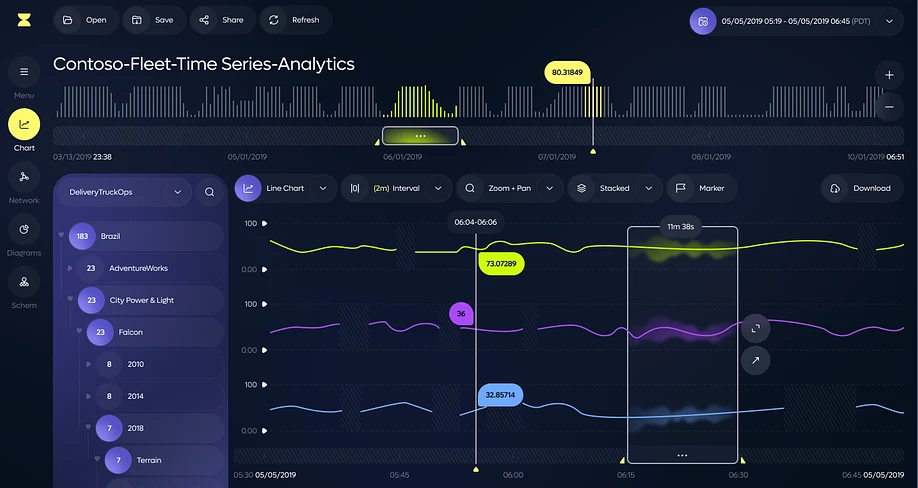 Open
Save
Share
Refresh
05/05/2019 05:19 - 05/05/2019 06:45 (PDT)
Contoso-Fleet-Time Series-Analytics
80.31849
Menu
Chart
Network
Diagrams
Schem
03/13/2019 23:38
05/01/2019
06/01/2019
07/01/2019
08/01/2019
10/01/2019 06:51
DeliveryTruckOps
183 Brazil
23 AdventureWorks
23 City Power & Light
23 Falcon
8 2010
8 2014
7 2018
7 Terrain
Line Chart
(2m) Interval
Zoom + Pan
Stacked
Marker
Download
06:04-06:06
11m 38s
100
73.07289
0.00
100
36
0.00
100
32.85714
0.00
05:30 05/05/2019
05:45
06:00
06:15
06:30
06:45 05/05/2019